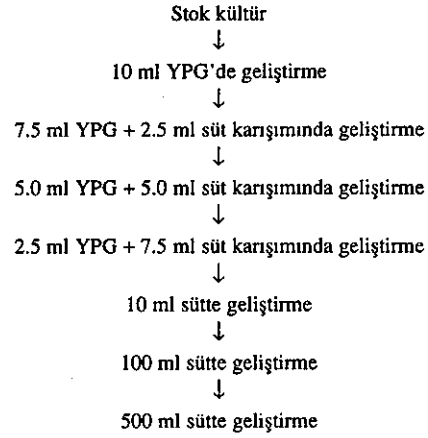 Stok kültür
↓
10 ml YPG'de geliştirme
↓
7.5 ml YPG + 2.5 ml süt karışımında geliştirme
↓
5.0 ml YPG + 5.0 ml süt karışımında geliştirme
↓
2.5 ml YPG + 7.5 ml süt karışımında geliştirme
↓
10 ml sütte geliştirme
↓
100 ml sütte geliştirme
↓
500 ml sütte geliştirme